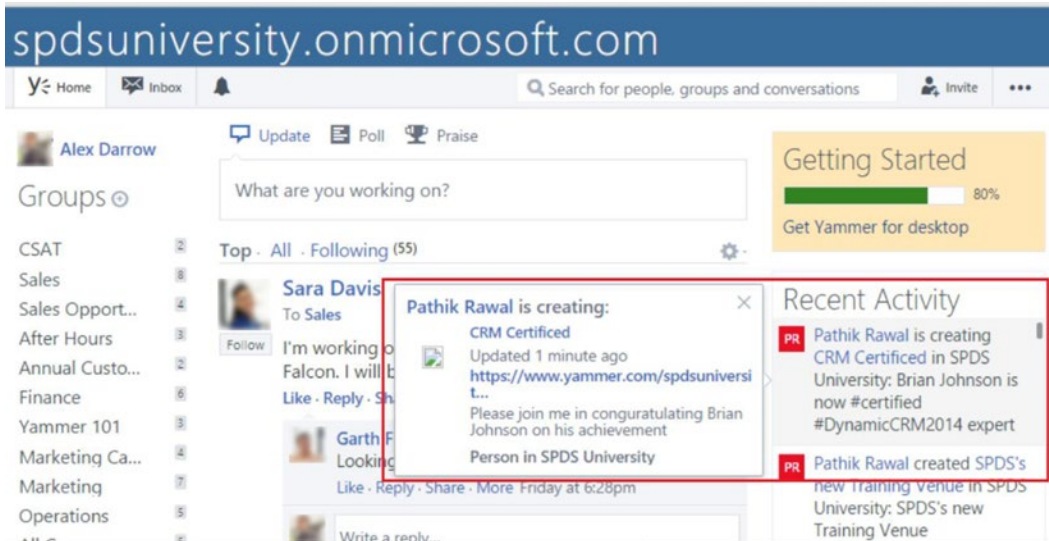 spdsuniversity.onmicrosoft.com
Home
Inbox
Search for people, groups and conversations
Invite
Alex Darrow
Groups
CSAT 2
Sales 8
Sales Opport... 4
After Hours 3
Annual Custo... 2
Finance 6
Yammer 101 3
Marketing Ca... 4
Marketing 7
Operations 5
Update
Poll
Praise
What are you working on?
Top · All · Following (55)
Sara Davis
To Sales
Follow
I'm working o
Falcon. I will b
Like · Reply · Sh
Garth F
Looking
Like · Reply · Share · More Friday at 6:28pm
Write a reply...
Pathik Rawal is creating:
CRM Certificed
Updated 1 minute ago
https://www.yammer.com/spdsuniversi
t...
Please join me in conguratulating Brian
Johnson on his achievement
Person in SPDS University
Getting Started
80%
Get Yammer for desktop
Recent Activity
PR
Pathik Rawal is creating
CRM Certificed in SPDS
University: Brian Johnson is
now #certified
#DynamicCRM2014 expert
PR
Pathik Rawal created SPDS's
new Training Venue in SPDS
University: SPDS's new
Training Venue